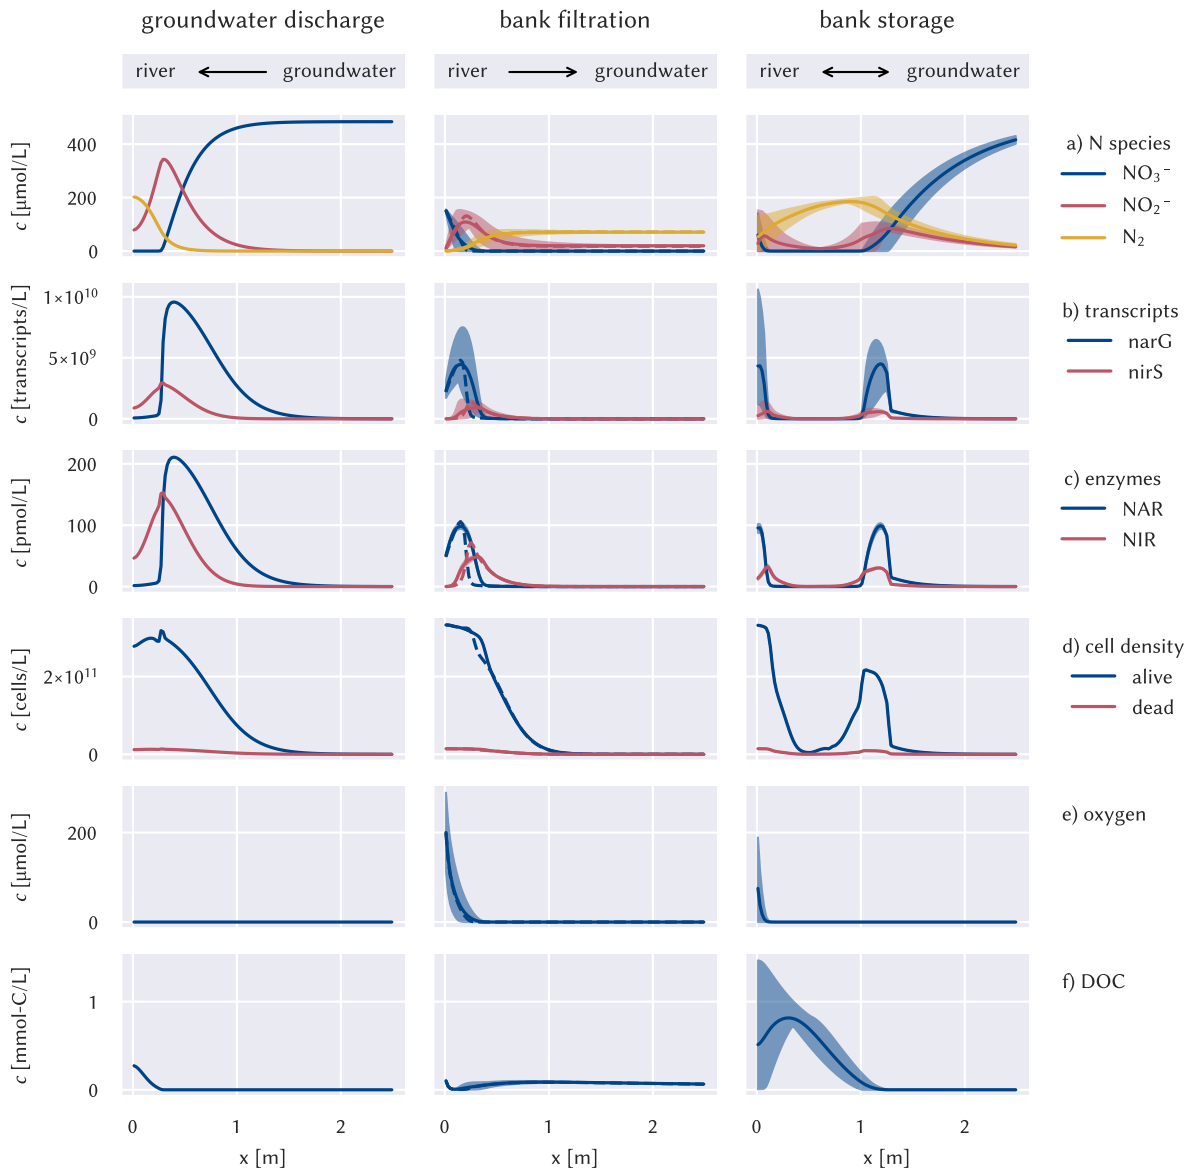 groundwater discharge bank filtration bank storage
river groundwater river groundwater river groundwater
c [µmol/L]
400
200
0
a) N species
NO₃⁻
NO₂⁻
N₂
c [transcripts/L]
1×10¹⁰
5×10⁹
0
b) transcripts
narG
nirS
c [pmol/L]
200
100
0
c) enzymes
NAR
NIR
c [cells/L]
2×10¹¹
0
d) cell density
alive
dead
c [µmol/L]
200
0
e) oxygen
c [mmol-C/L]
1
0
f) DOC
0 1 2 0 1 2 0 1 2
x [m] x [m] x [m]